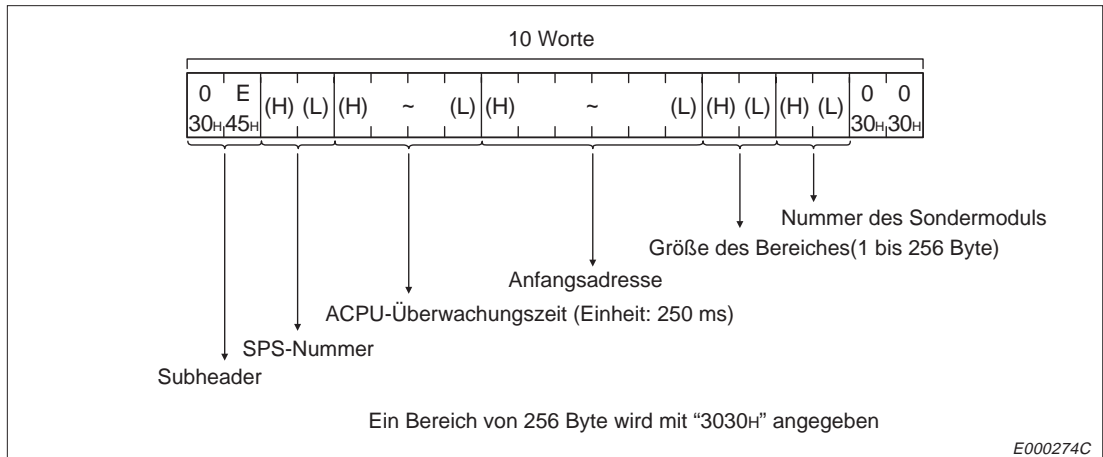 10 Worte
0 E (H) (L) (H) ~ (L) (H) ~ (L) (H) (L) (H) (L) 0 0
30H 45H 30H 30H
Nummer des Sondermoduls
Größe des Bereiches(1 bis 256 Byte)
Anfangsadresse
ACPU-Überwachungszeit (Einheit: 250 ms)
SPS-Nummer
Subheader
Ein Bereich von 256 Byte wird mit “3030H” angegeben
E000274C